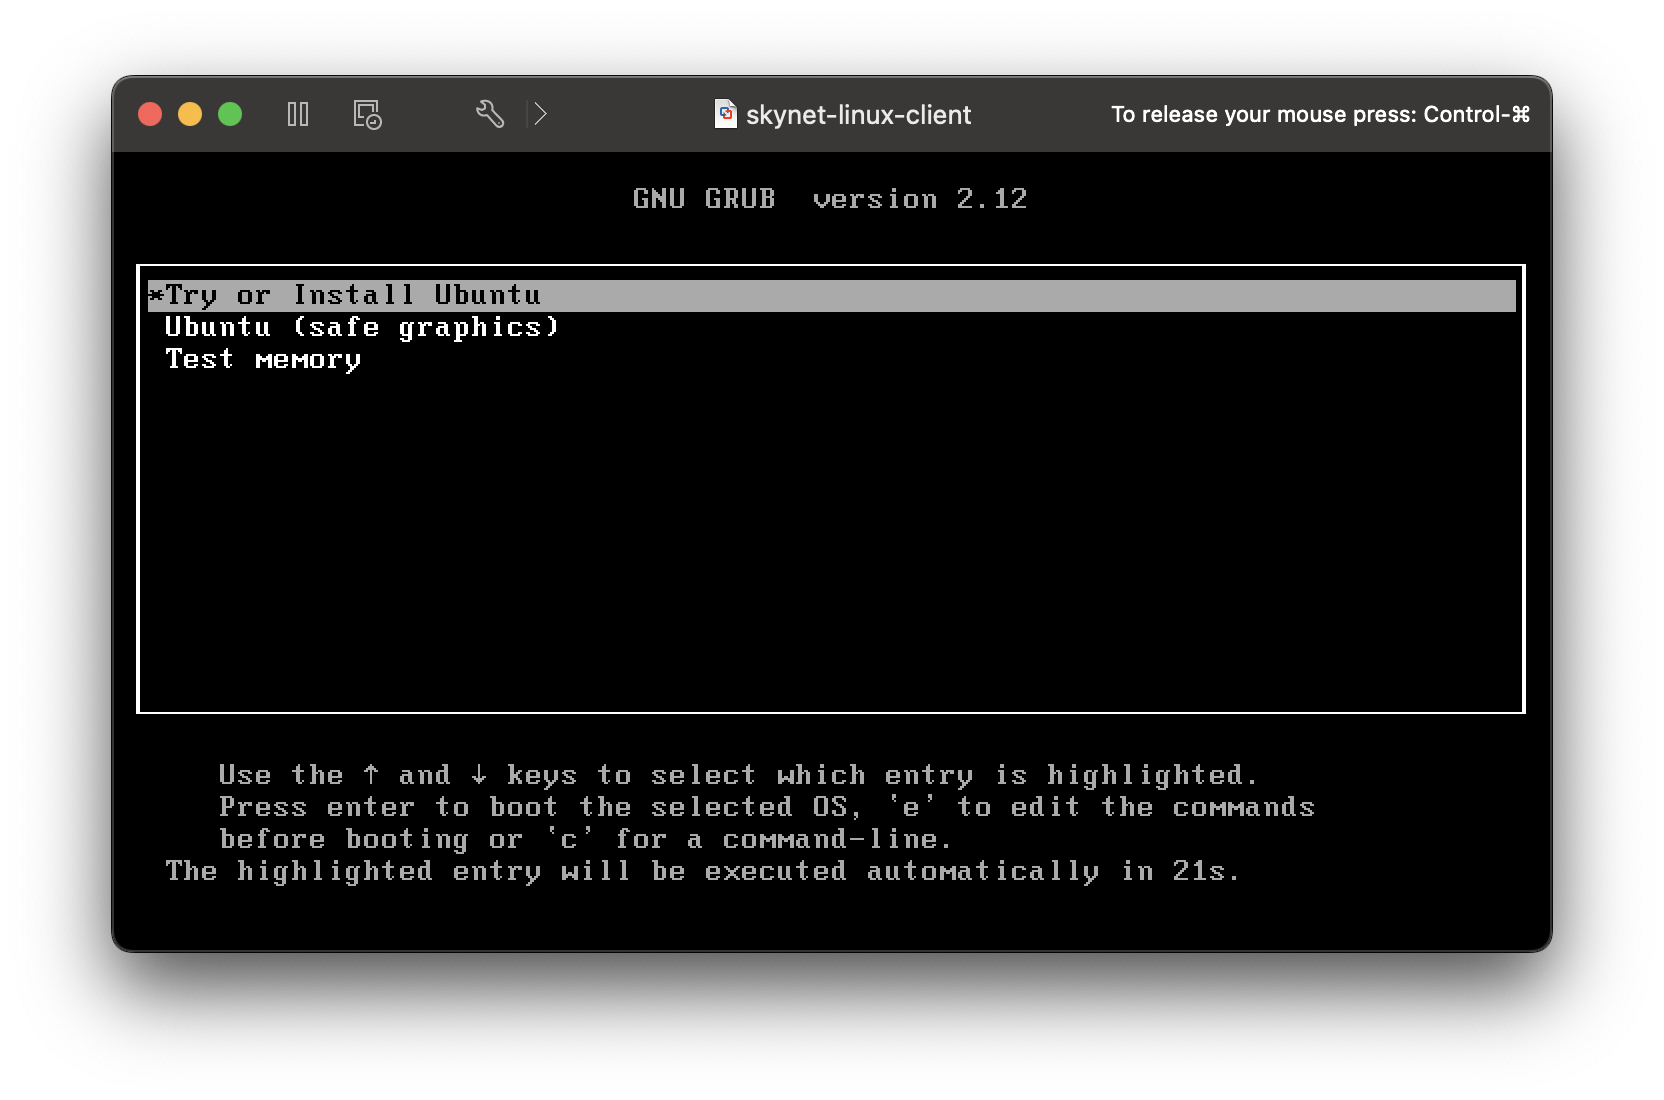 skynet-linux-client
To release your mouse press: Control-⌘
GNU GRUB  version 2.12
*Try or Install Ubuntu
Ubuntu (safe graphics)
Test memory
Use the ↑ and ↓ keys to select which entry is highlighted.
Press enter to boot the selected OS, `e' to edit the commands
before booting or `c' for a command-line.
The highlighted entry will be executed automatically in 21s.